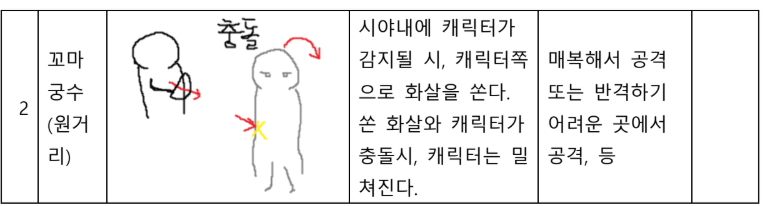 2
꼬마
궁수
(원거
리)
충돌
시야내에 캐릭터가
감지될 시, 캐릭터쪽
으로 화살을 쏜다.
쏜 화살와 캐릭터가
충돌시, 캐릭터는 밀
쳐진다.
매복해서 공격
또는 반격하기
어려운 곳에서
공격, 등